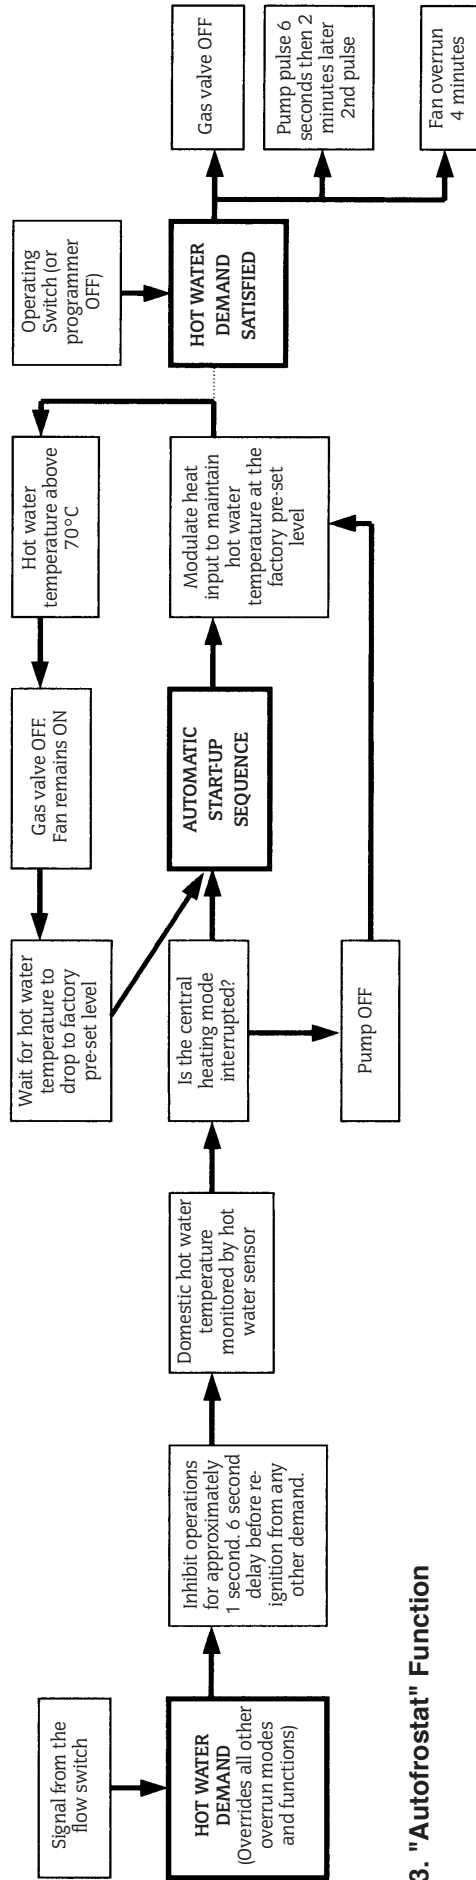 Signal from the
flow switch
HOT WATER
DEMAND
(Overrides all other
overrun modes
and functions)
Inhibit operations
for approximately
1 second. 6 second
delay before re-
ignition from any
other demand.
Domestic hot water
temperature
monitored by hot
water sensor
Is the central
heating mode
interrupted?
Pump OFF
Wait for hot water
temperature to
drop to factory
pre-set level
Gas valve OFF.
Fan remains ON
Hot water
temperature above
70°C
AUTOMATIC
START-UP
SEQUENCE
Modulate heat
input to maintain
hot water
temperature at the
factory pre-set
level
Operating
Switch (or
programmer
OFF)
HOT WATER
DEMAND
SATISFIED
Gas valve OFF
Pump pulse 6
seconds then 2
minutes later
2nd pulse
Fan overrun
4 minutes
3. "Autofrostat" Function